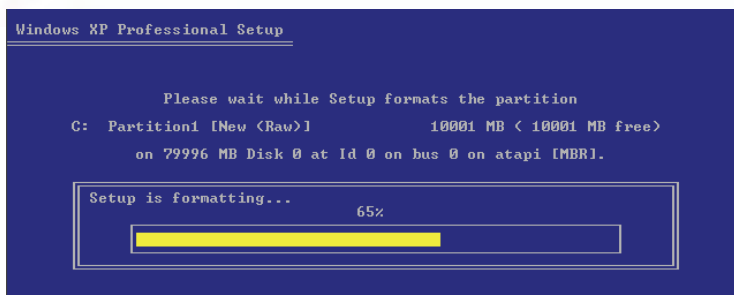 Windows XP Professional Setup
Please wait while Setup formats the partition
C: Partition1 [New (Raw)] 10001 MB ( 10001 MB free)
on 79996 MB Disk 0 at Id 0 on bus 0 on atapi [MBR].
Setup is formatting...
65%